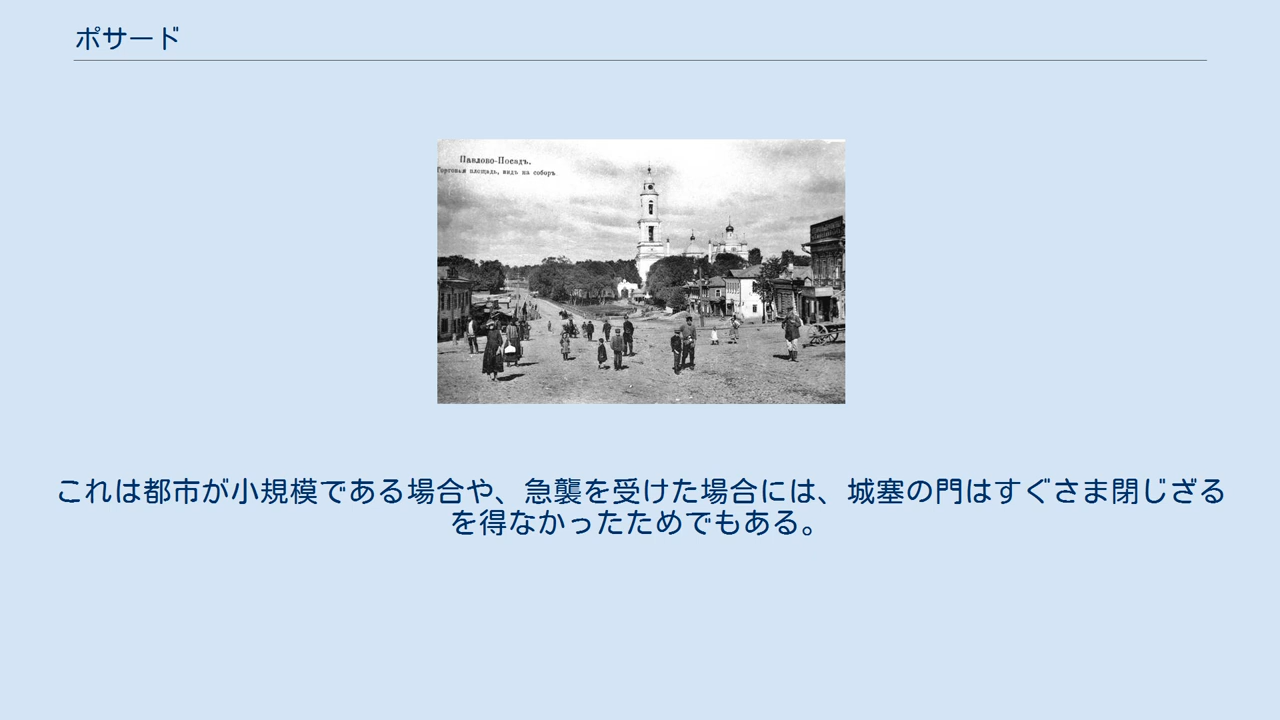 ポサード
Павлово-Посадъ.
Торговая площадь, видъ на соборъ
これは都市が小規模である場合や、急襲を受けた場合には、城塞の門はすぐさま閉じざる
を得なかったためでもある。